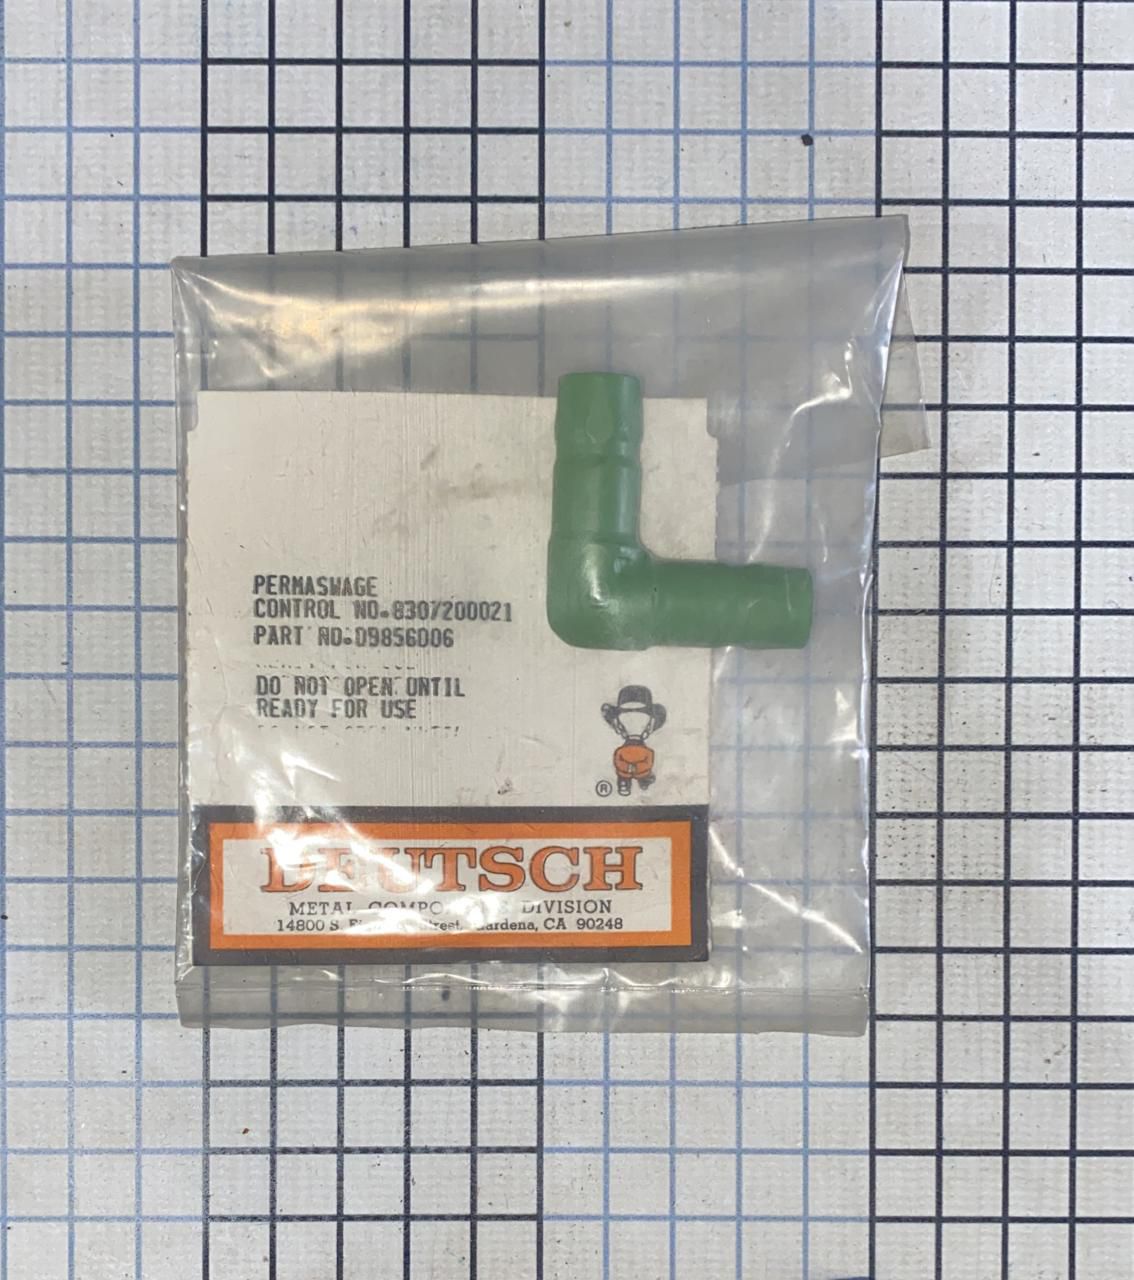 PERMASWAGE
CONTROL NO.8307200021
PART NO.D9856006
DO NOT OPEN UNTIL
READY FOR USE
®
DEUTSCH
METAL DIVISION
14800 S. Street, Gardena, CA 90248